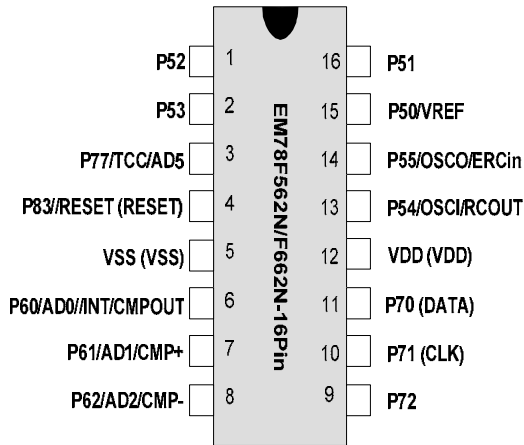 P52 1 16 P51
P53 2 15 P50/VREF
P77/TCC/AD5 3 14 P55/OSCO/ERCin
P83//RESET (RESET) 4 13 P54/OSCI/RCOUT
VSS (VSS) 5 12 VDD (VDD)
P60/AD0//INT/CMPOUT 6 11 P70 (DATA)
P61/AD1/CMP+ 7 10 P71 (CLK)
P62/AD2/CMP- 8 9 P72
EM78F562N/F662N-16Pin